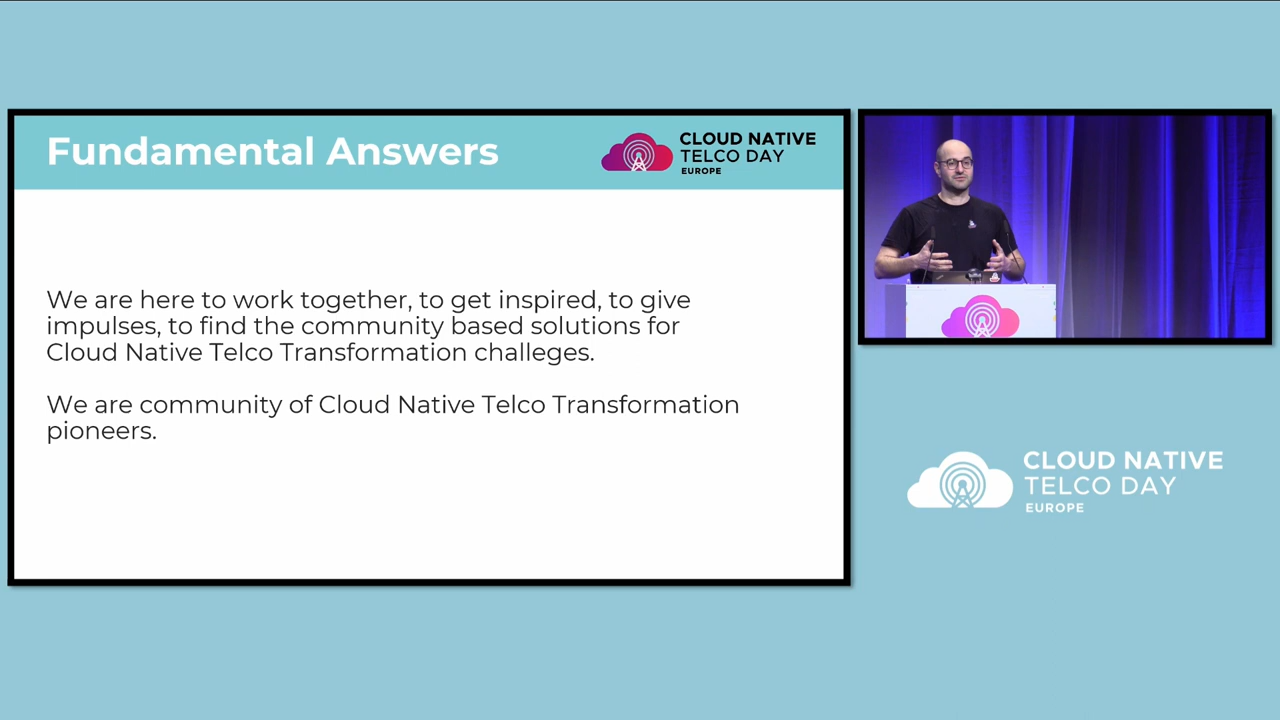 Fundamental Answers
CLOUD NATIVE
TELCO DAY
EUROPE
We are here to work together, to get inspired, to give
impulses, to find the community based solutions for
Cloud Native Telco Transformation challeges.
We are community of Cloud Native Telco Transformation
pioneers.
CLOUD NATIVE
TELCO DAY
EUROPE